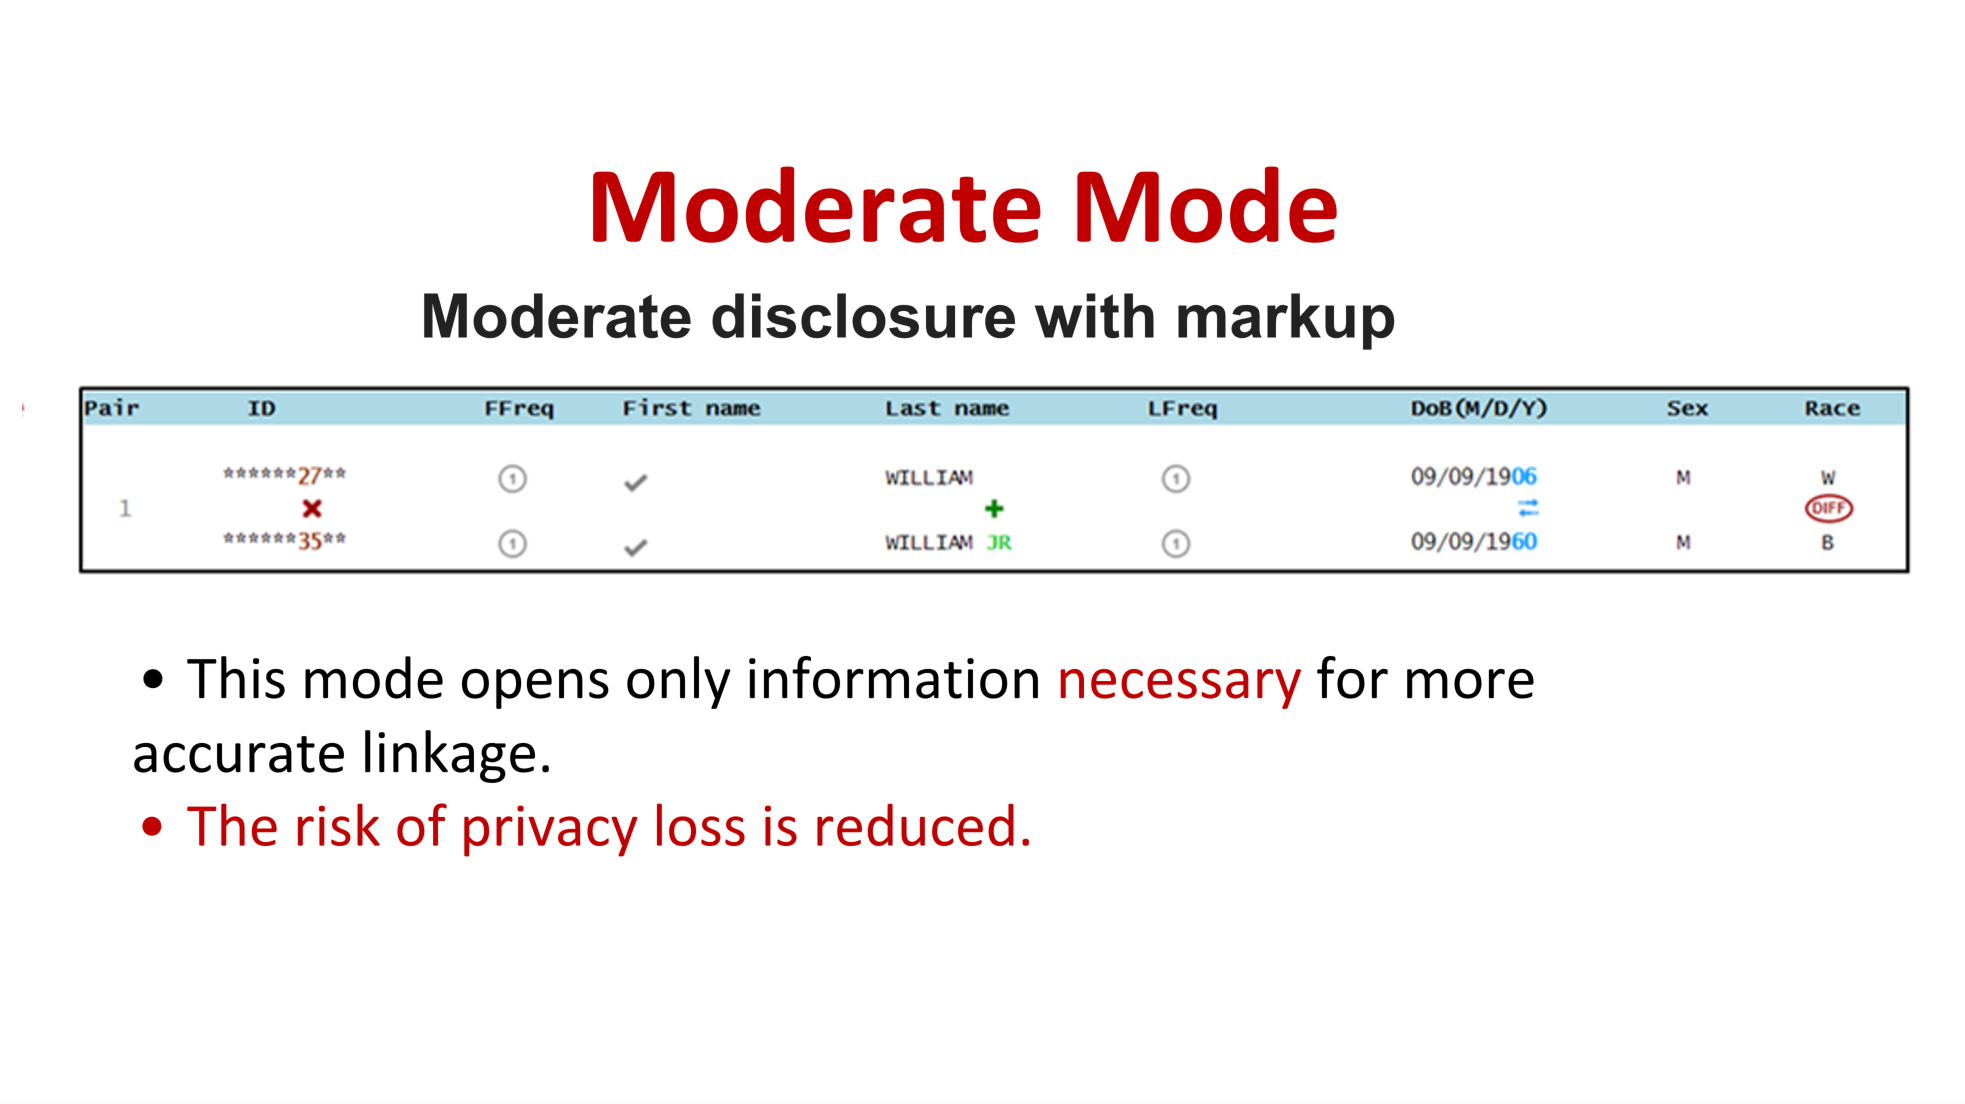 Moderate Mode
Moderate disclosure with markup
Pair ID FFreq First name Last name LFreq DoB(M/D/Y) Sex Race
******27** 1 ✔ WILLIAM 1 09/09/1906 M W
1 ✖ + ⇄ DIFF
******35** 1 ✔ WILLIAM JR 1 09/09/1960 M B
• This mode opens only information necessary for more
accurate linkage.
• The risk of privacy loss is reduced.